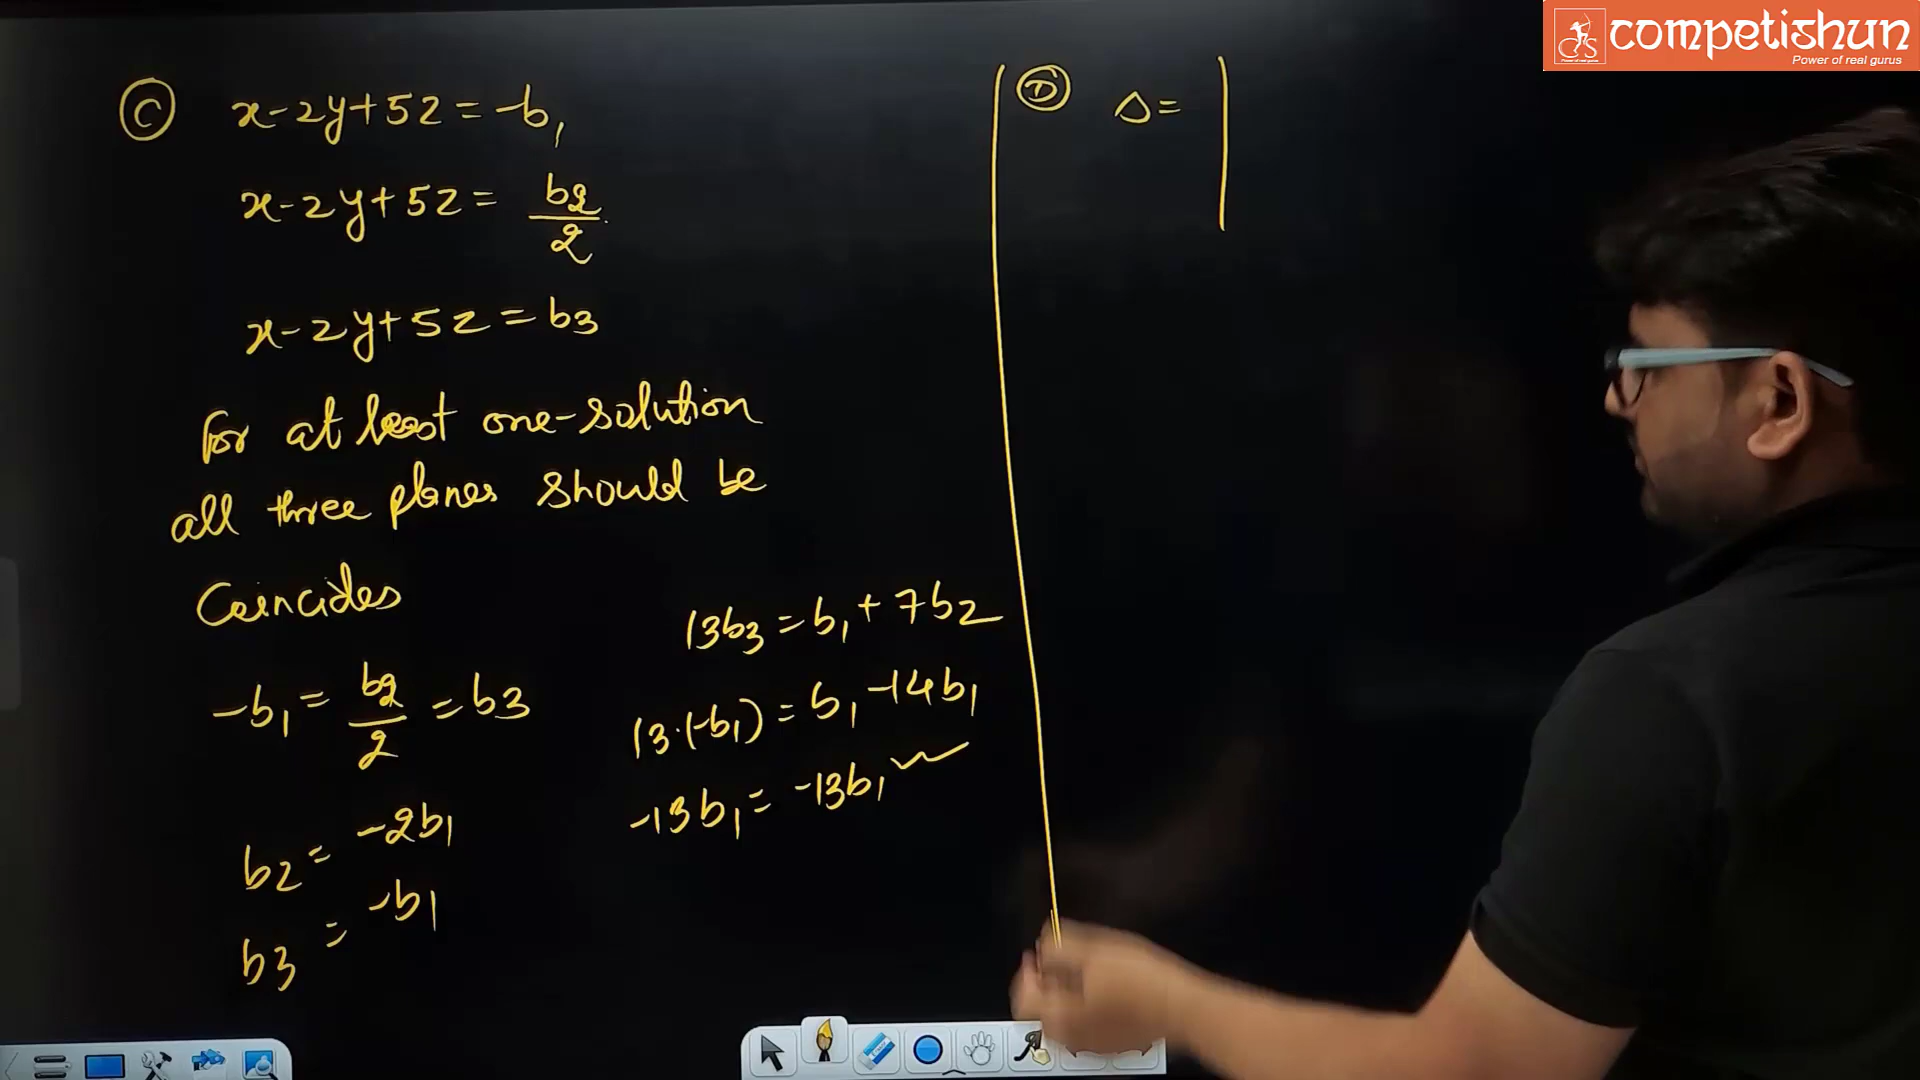 competishun
Power of real gurus
Ⓒ x-2y+5z=-b₁
x-2y+5z= b2/2
x-2y+5z=b3
For at least one-solution
all three planes should be
Coincides
-b₁ = b2/2 = b3
b2= -2b₁
b3 = -b₁
13b3 = b₁ + 7b2
13·(-b₁) = b₁ -14b₁
-13b₁ = -13b₁
Ⓓ Δ= |